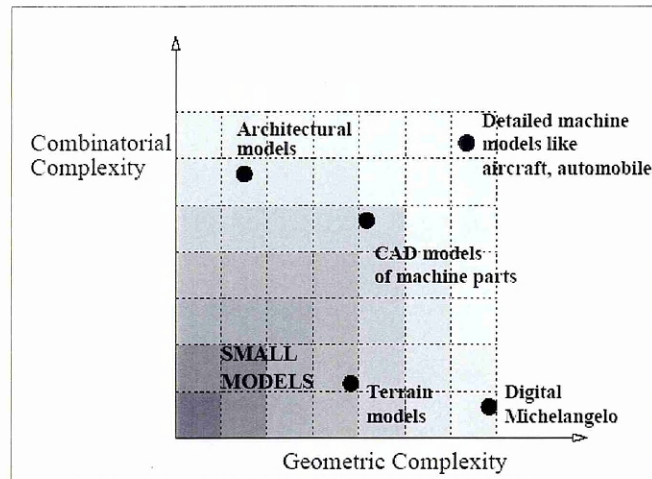 Combinatorial
Complexity
Architectural
models
Detailed machine
models like
aircraft, automobile
CAD models
of machine parts
SMALL
MODELS
Terrain
models
Digital
Michelangelo
Geometric Complexity